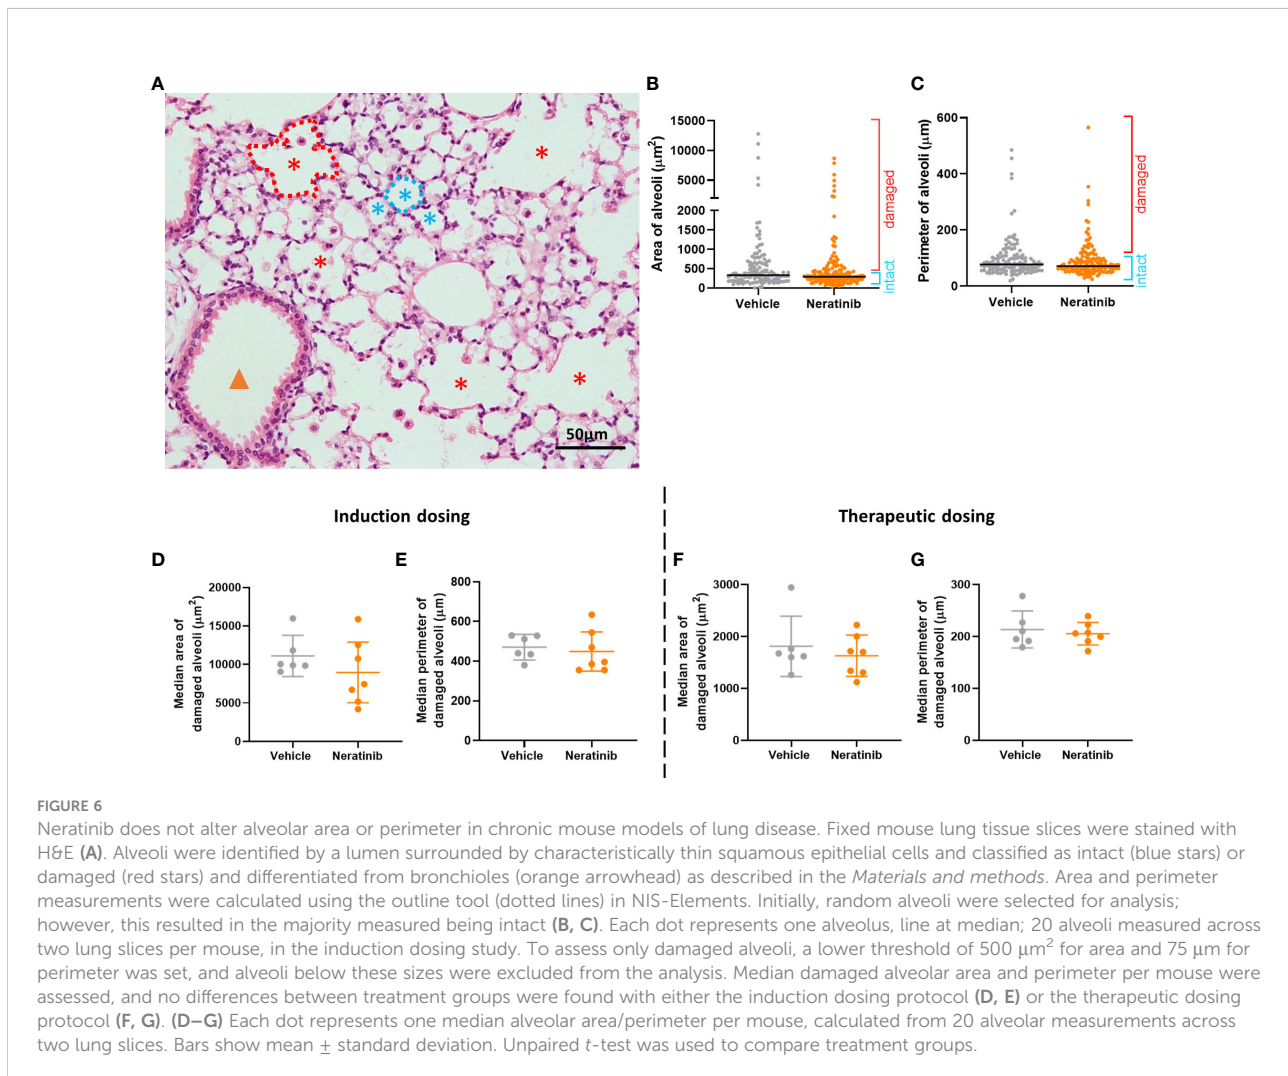 A
50μm
B
Area of alveoli (μm²)
15000
10000
5000
2000
1500
1000
500
0
Vehicle
Neratinib
damaged
intact
C
Perimeter of alveoli (μm)
600
400
200
0
Vehicle
Neratinib
damaged
intact
Induction dosing
Therapeutic dosing
D
Median area of
damaged alveoli (μm²)
20000
15000
10000
5000
0
Vehicle
Neratinib
E
Median perimeter of
damaged alveoli (μm)
800
600
400
200
0
Vehicle
Neratinib
F
Median area of
damaged alveoli (μm²)
3000
2000
1000
0
Vehicle
Neratinib
G
Median perimeter of
damaged alveoli (μm)
300
200
100
0
Vehicle
Neratinib
FIGURE 6
Neratinib does not alter alveolar area or perimeter in chronic mouse models of lung disease. Fixed mouse lung tissue slices were stained with
H&E (A). Alveoli were identified by a lumen surrounded by characteristically thin squamous epithelial cells and classified as intact (blue stars) or
damaged (red stars) and differentiated from bronchioles (orange arrowhead) as described in the Materials and methods. Area and perimeter
measurements were calculated using the outline tool (dotted lines) in NIS-Elements. Initially, random alveoli were selected for analysis;
however, this resulted in the majority measured being intact (B, C). Each dot represents one alveolus, line at median; 20 alveoli measured across
two lung slices per mouse, in the induction dosing study. To assess only damaged alveoli, a lower threshold of 500 μm² for area and 75 μm for
perimeter was set, and alveoli below these sizes were excluded from the analysis. Median damaged alveolar area and perimeter per mouse were
assessed, and no differences between treatment groups were found with either the induction dosing protocol (D, E) or the therapeutic dosing
protocol (F, G). (D–G) Each dot represents one median alveolar area/perimeter per mouse, calculated from 20 alveolar measurements across
two lung slices. Bars show mean ± standard deviation. Unpaired t-test was used to compare treatment groups.